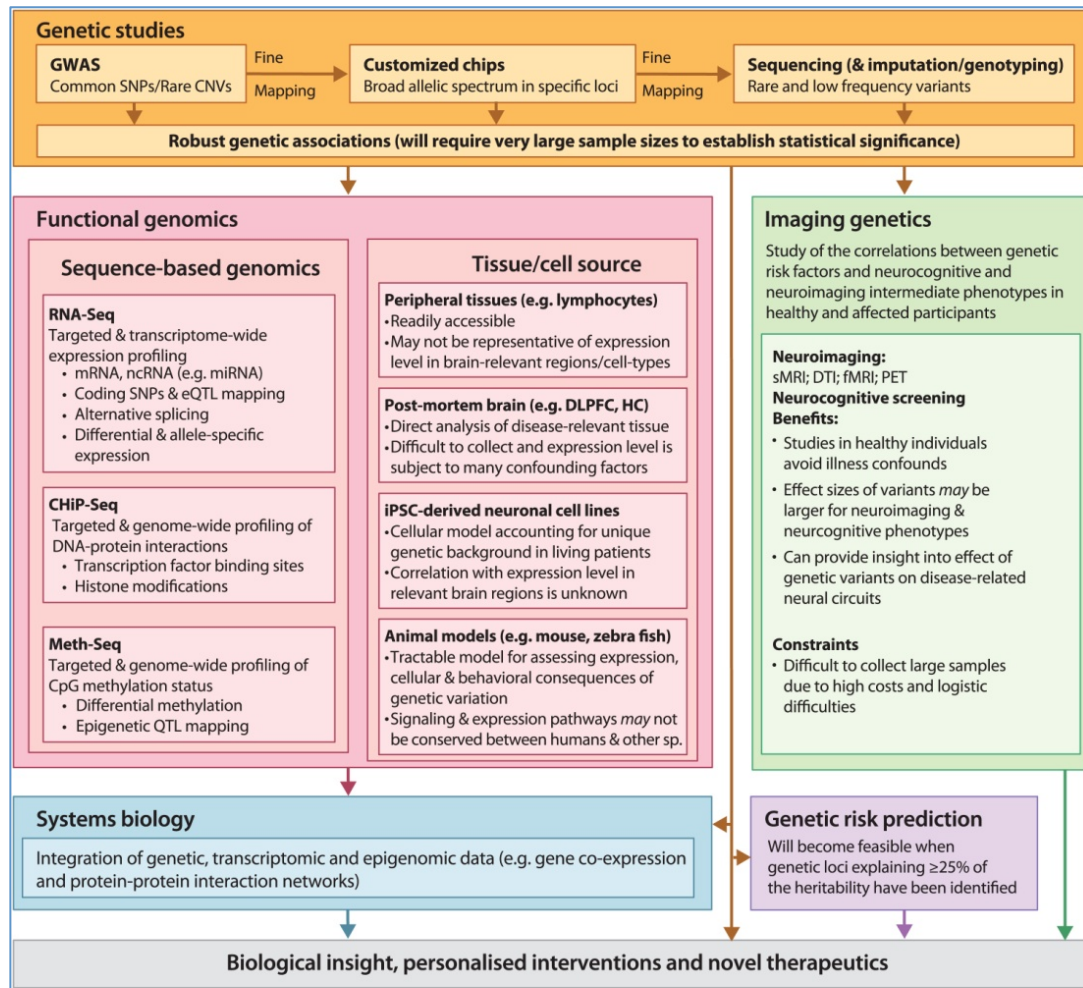 Genetic studies
GWAS
Common SNPs/Rare CNVs
Fine
Mapping
Customized chips
Broad allelic spectrum in specific loci
Fine
Mapping
Sequencing (& imputation/genotyping)
Rare and low frequency variants
Robust genetic associations (will require very large sample sizes to establish statistical significance)
Functional genomics
Sequence-based genomics
RNA-Seq
Targeted & transcriptome-wide
expression profiling
• mRNA, ncRNA (e.g. miRNA)
• Coding SNPs & eQTL mapping
• Alternative splicing
• Differential & allele-specific
expression
CHiP-Seq
Targeted & genome-wide profiling of
DNA-protein interactions
• Transcription factor binding sites
• Histone modifications
Meth-Seq
Targeted & genome-wide profiling of
CpG methylation status
• Differential methylation
• Epigenetic QTL mapping
Tissue/cell source
Peripheral tissues (e.g. lymphocytes)
• Readily accessible
• May not be representative of expression
level in brain-relevant regions/cell-types
Post-mortem brain (e.g. DLPFC, HC)
• Direct analysis of disease-relevant tissue
• Difficult to collect and expression level is
subject to many confounding factors
iPSC-derived neuronal cell lines
• Cellular model accounting for unique
genetic background in living patients
• Correlation with expression level in
relevant brain regions is unknown
Animal models (e.g. mouse, zebra fish)
• Tractable model for assessing expression,
cellular & behavioral consequences of
genetic variation
• Signaling & expression pathways may not
be conserved between humans & other sp.
Imaging genetics
Study of the correlations between genetic
risk factors and neurocognitive and
neuroimaging intermediate phenotypes in
healthy and affected participants
Neuroimaging:
sMRI; DTI; fMRI; PET
Neurocognitive screening
Benefits:
• Studies in healthy individuals
avoid illness confounds
• Effect sizes of variants may be
larger for neuroimaging &
neurcognitive phenotypes
• Can provide insight into effect of
genetic variants on disease-related
neural circuits
Constraints
• Difficult to collect large samples
due to high costs and logistic
difficulties
Systems biology
Integration of genetic, transcriptomic and epigenomic data (e.g. gene co-expression
and protein-protein interaction networks)
Genetic risk prediction
Will become feasible when
genetic loci explaining ≥25% of
the heritability have been identified
Biological insight, personalised interventions and novel therapeutics